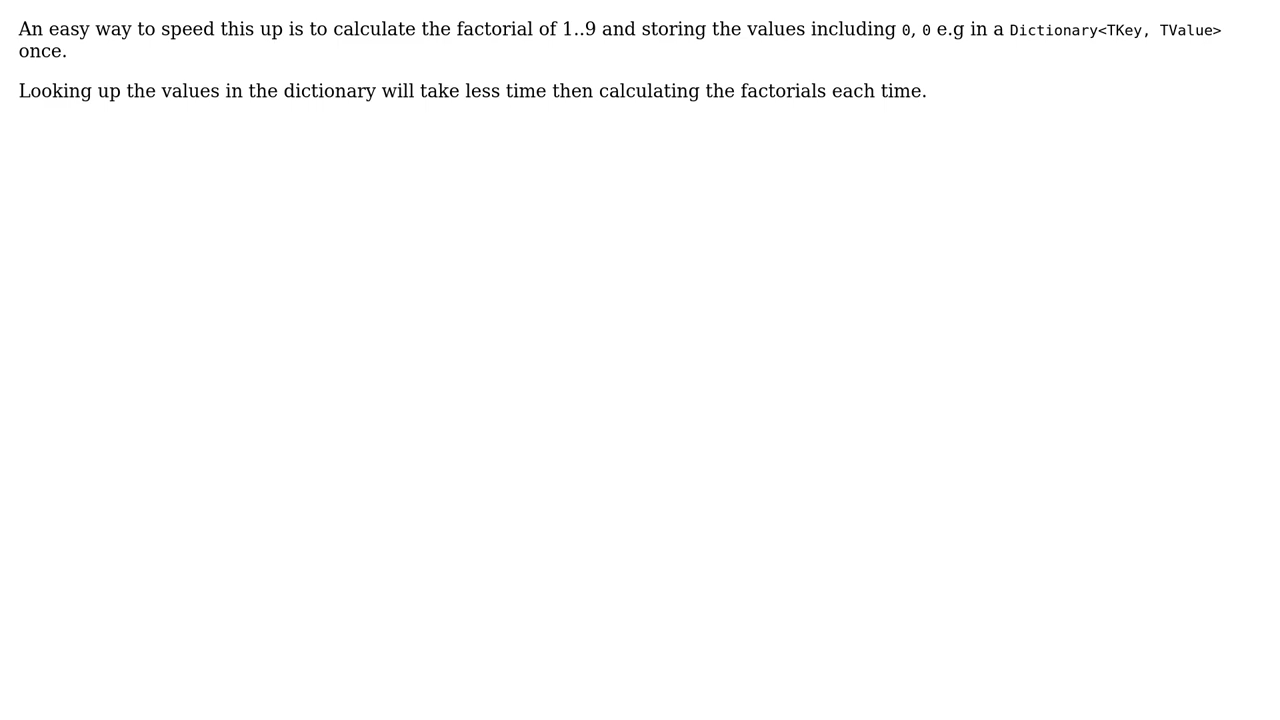 An easy way to speed this up is to calculate the factorial of 1..9 and storing the values including 0, 0 e.g in a Dictionary<TKey, TValue>
once.
Looking up the values in the dictionary will take less time then calculating the factorials each time.